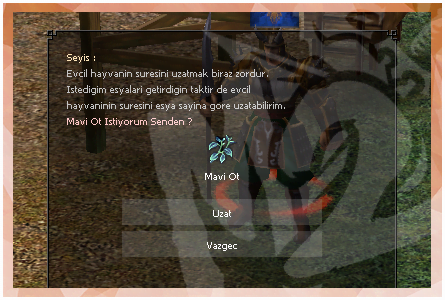 Seyis :
Evcil hayvanin suresini uzatmak biraz zordur.
Istedigim esyalari getirdigin taktir de evcil
hayvaninin suresini esya sayina gore uzatabilirim.
Mavi Ot Istiyorum Senden ?
Mavi Ot
Uzat
Vazgec